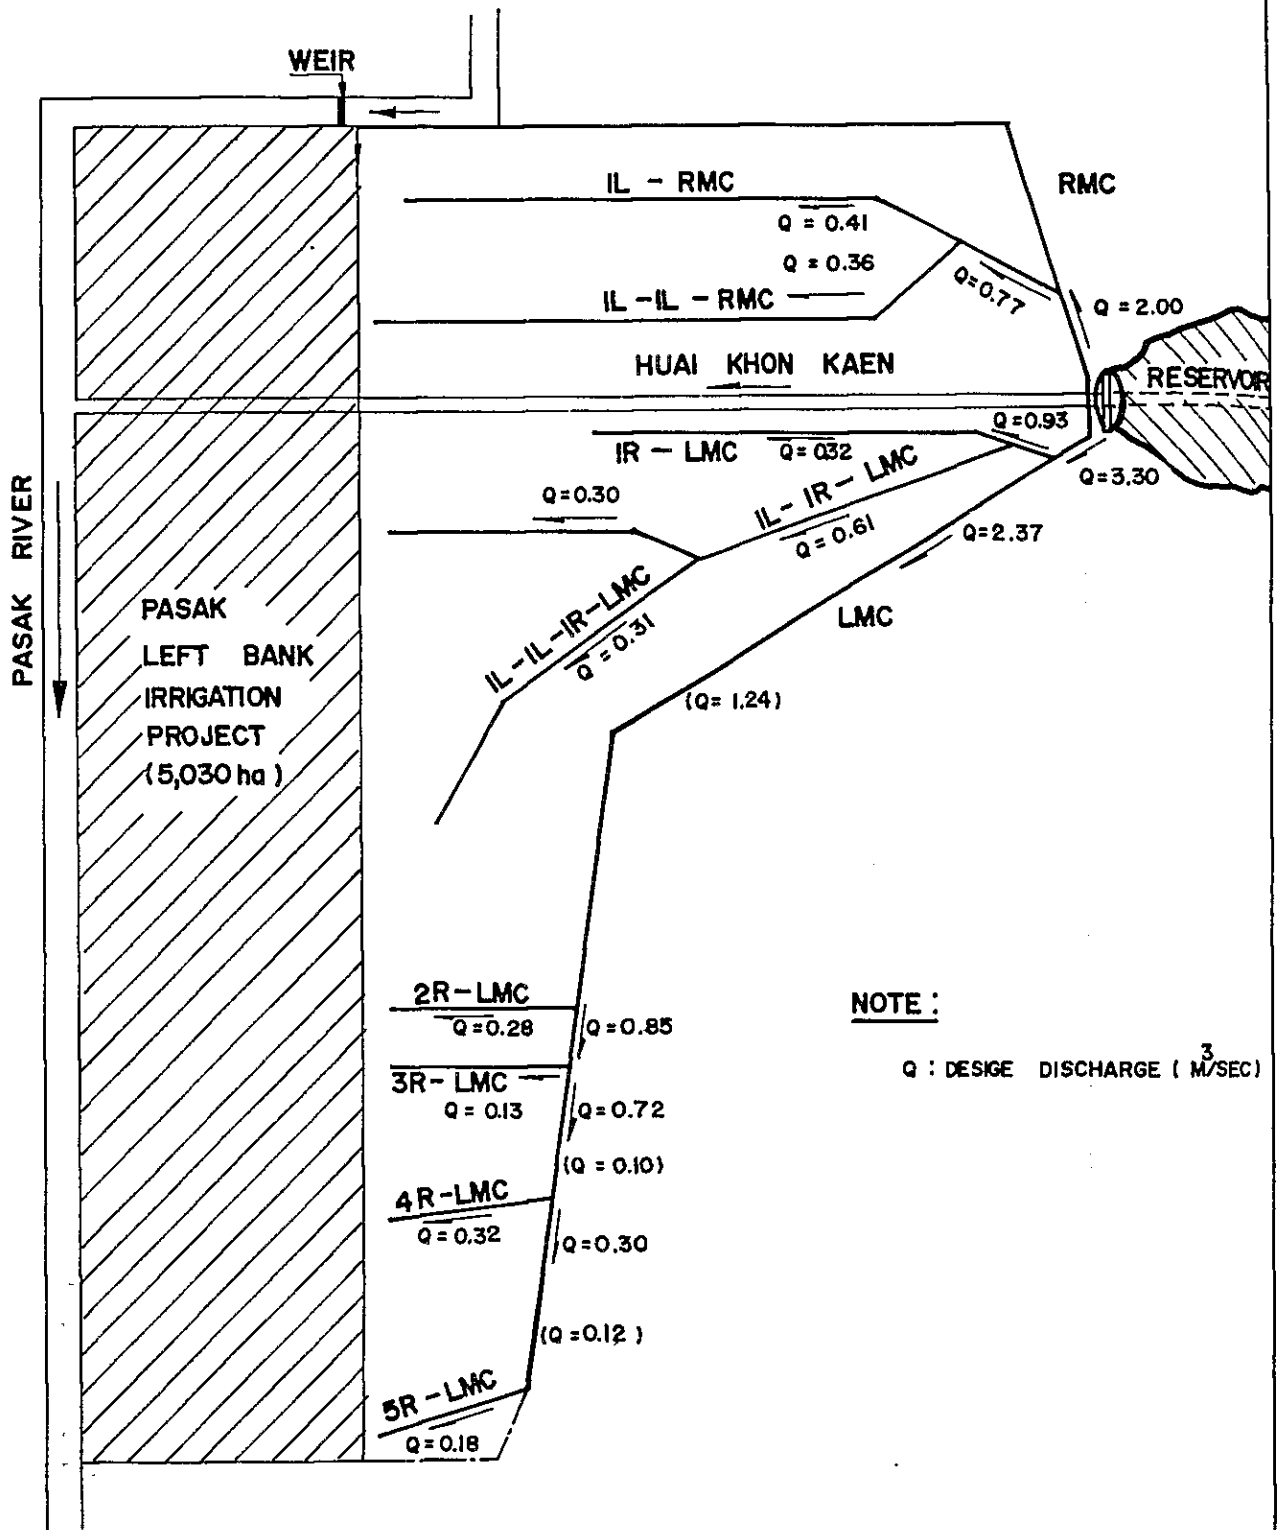 WEIR
IL - RMC
RMC
Q = 0.41
Q = 0.36
Q=0.77
IL-IL-RMC
Q=2.00
HUAI KHON KAEN
RESERVOIR
Q=0.93
IR-LMC
Q=032
Q=3.30
Q=0.30
IL-IR-LMC
Q=0.61
Q=2.37
PASAK RIVER
PASAK
LEFT BANK
IRRIGATION
PROJECT
(5,030 ha)
IL-IL-IR-LMC
Q=0.31
LMC
(Q= 1.24)
2R-LMC
Q=0.28
Q=0.85
3R-LMC
Q= 0.13
Q=0.72
(Q = 0.10)
4R-LMC
Q=0.32
Q=0.30
(Q=0.12)
5R-LMC
Q=0.18
NOTE :
Q : DESIGE DISCHARGE ( M³/SEC)